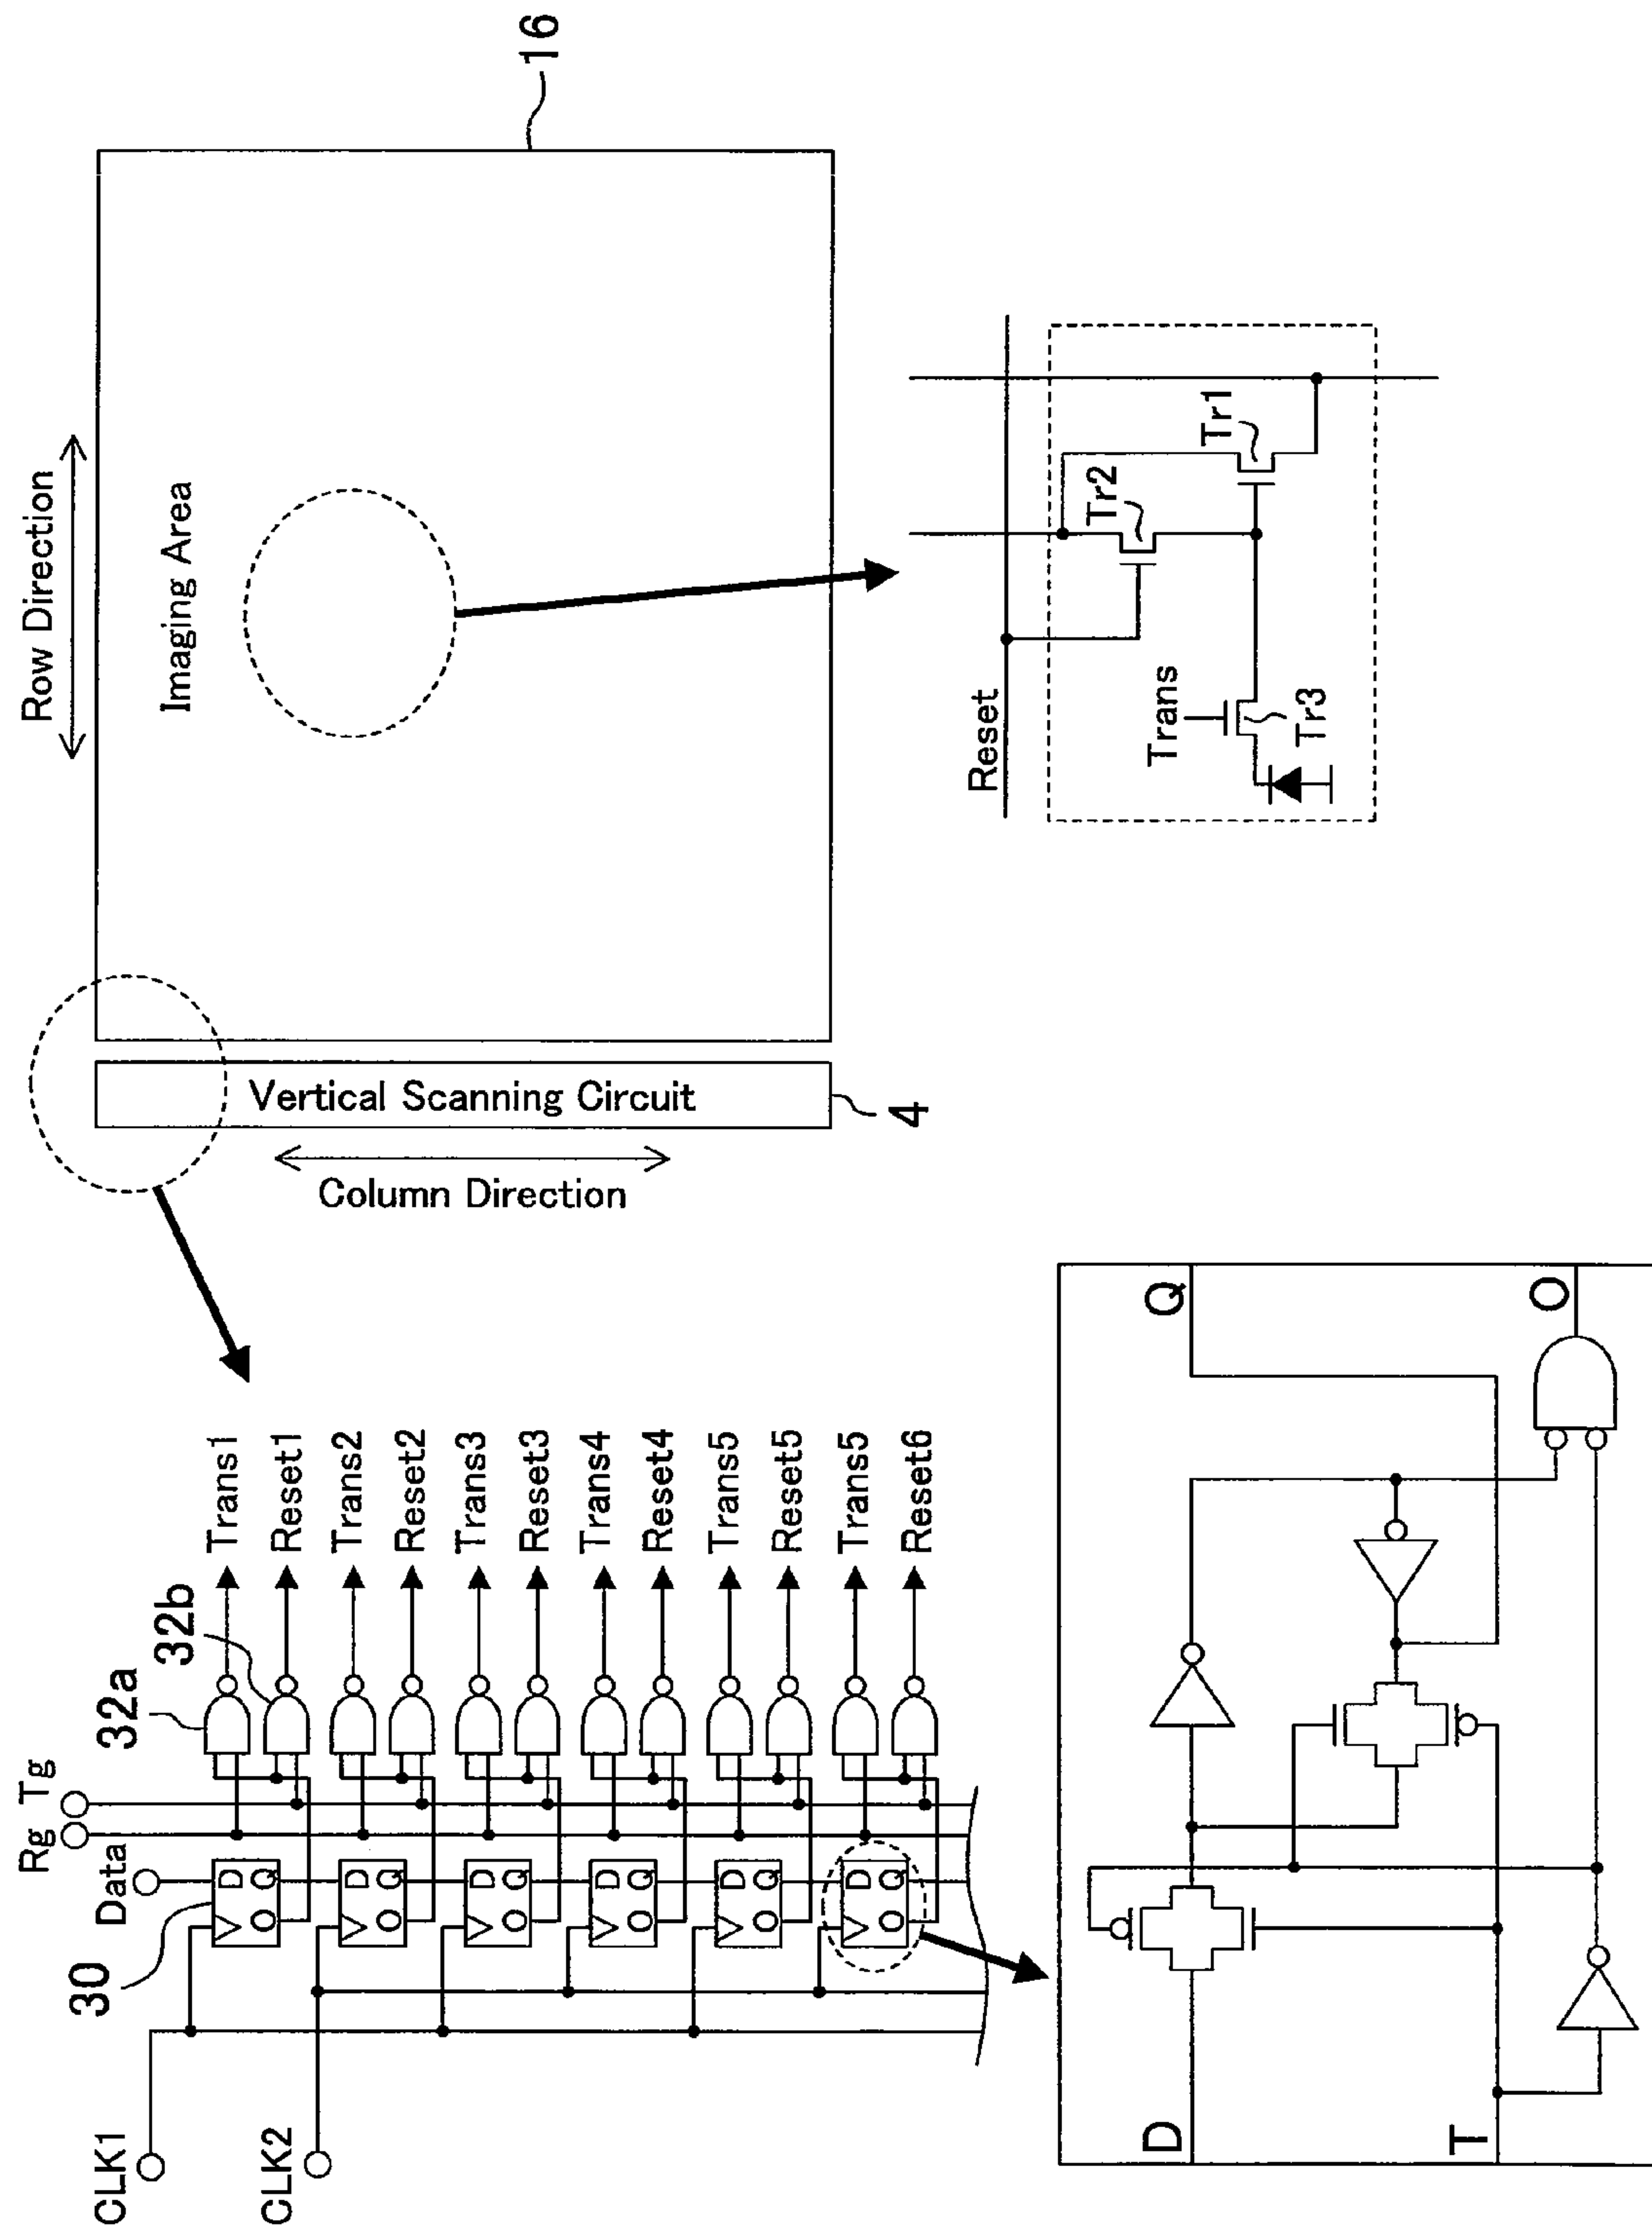 Row Direction
Imaging Area
16
Vertical Scanning Circuit
4
Column Direction
CLK1
CLK2
Data
Rg
Tg
30
32a
32b
D
Q
O
D
Q
O
D
Q
O
D
Q
O
D
Q
O
D
Q
O
Trans1
Reset1
Trans2
Reset2
Trans3
Reset3
Trans4
Reset4
Trans5
Reset5
Trans5
Reset6
Reset
Trans
Tr2
Tr1
Tr3
D
T
Q
O